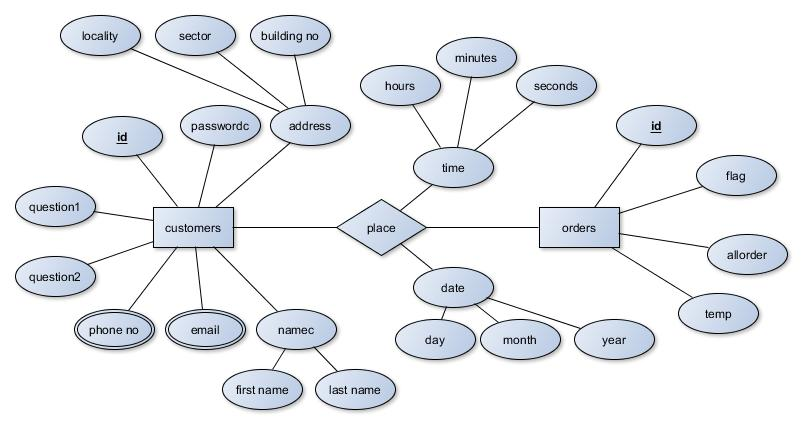 locality
sector
building no
minutes
hours
seconds
id
passwordc
address
id
time
flag
question1
customers
place
orders
allorder
question2
date
phone no
email
namec
temp
day
month
year
first name
last name